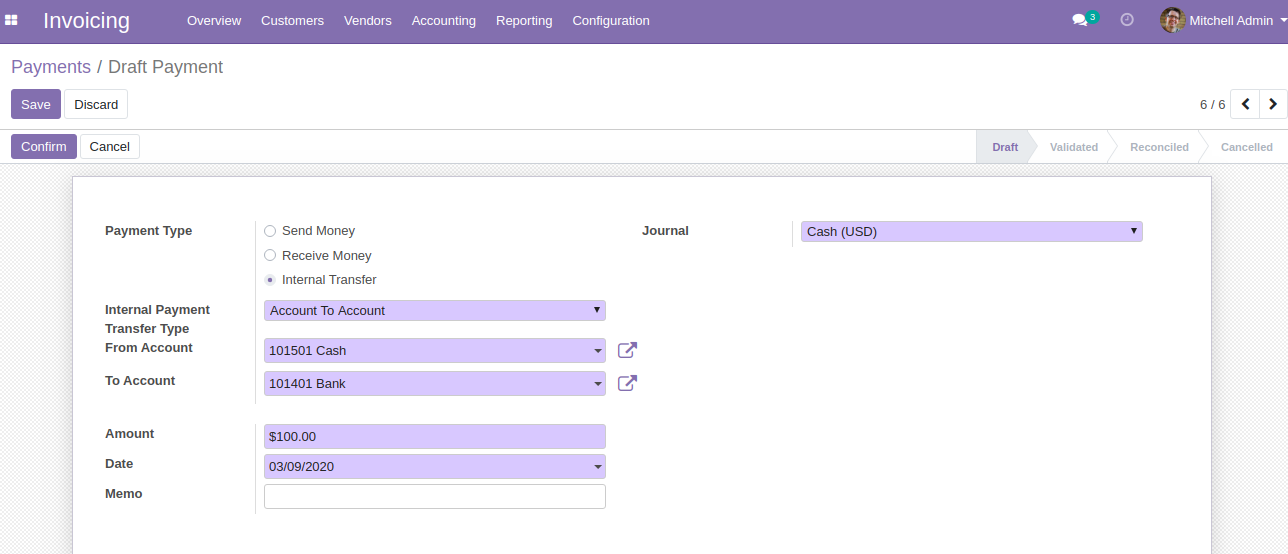 Invoicing Overview Customers Vendors Accounting Reporting Configuration 3 Mitchell Admin
Payments / Draft Payment
Save Discard 6 / 6
Confirm Cancel Draft Validated Reconciled Cancelled
Payment Type Send Money Journal Cash (USD)
Receive Money
Internal Transfer
Internal Payment Account To Account
Transfer Type
From Account 101501 Cash
To Account 101401 Bank
Amount $100.00
Date 03/09/2020
Memo